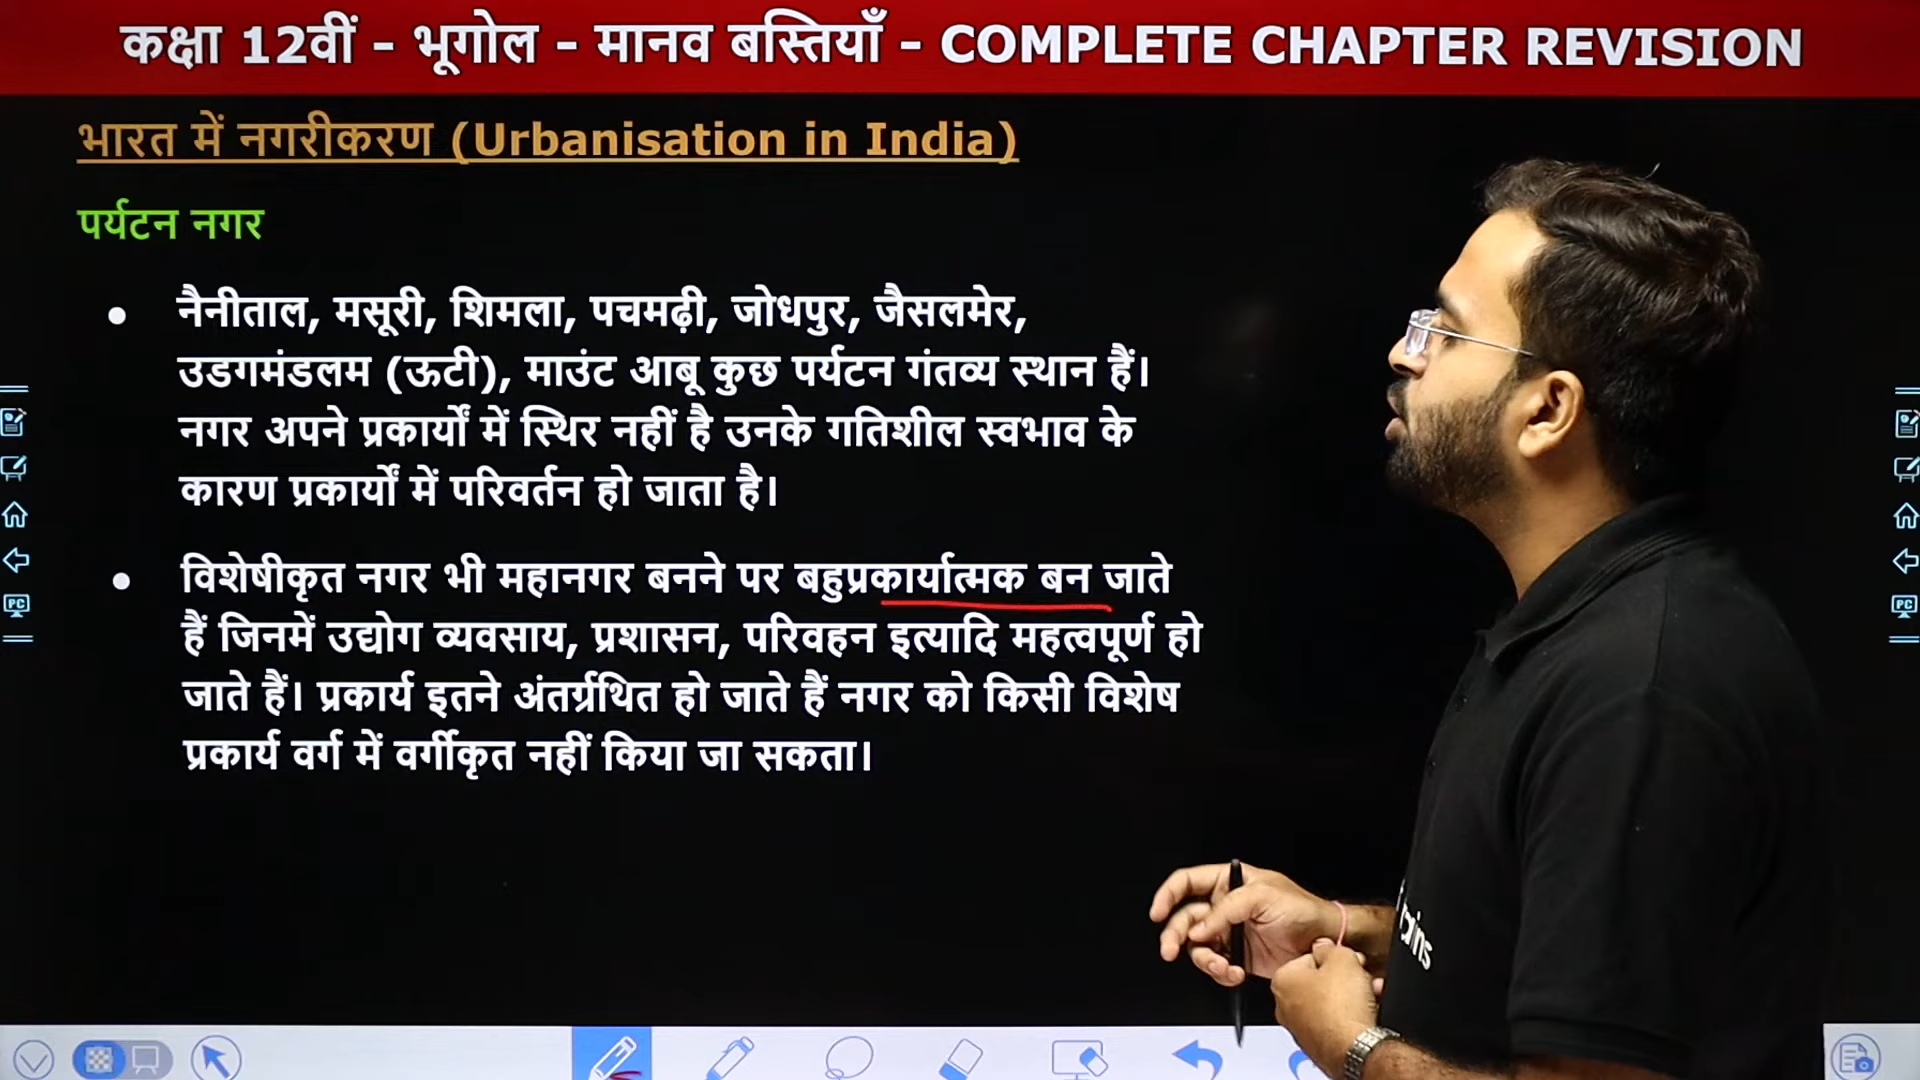 कक्षा 12वीं - भूगोल - मानव बस्तियाँ - COMPLETE CHAPTER REVISION
भारत में नगरीकरण (Urbanisation in India)
पर्यटन नगर
• नैनीताल, मसूरी, शिमला, पचमढ़ी, जोधपुर, जैसलमेर,
उडगमंडलम (ऊटी), माउंट आबू कुछ पर्यटन गंतव्य स्थान हैं।
नगर अपने प्रकार्यों में स्थिर नहीं है उनके गतिशील स्वभाव के
कारण प्रकार्यों में परिवर्तन हो जाता है।
• विशेषीकृत नगर भी महानगर बनने पर बहुप्रकार्यात्मक बन जाते
हैं जिनमें उद्योग व्यवसाय, प्रशासन, परिवहन इत्यादि महत्वपूर्ण हो
जाते हैं। प्रकार्य इतने अंतर्ग्रथित हो जाते हैं नगर को किसी विशेष
प्रकार्य वर्ग में वर्गीकृत नहीं किया जा सकता।
PC
PC